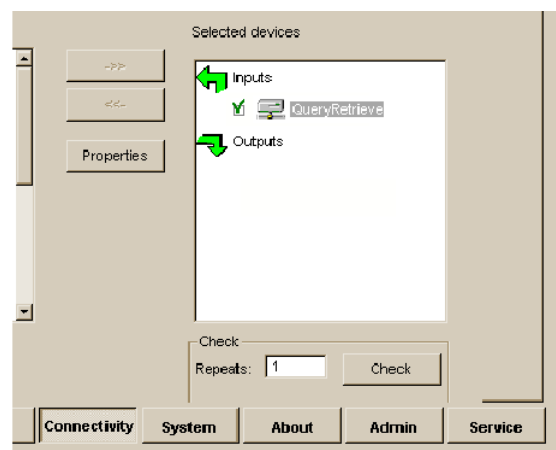 Selected devices
->>
<<-
Properties
Inputs
QueryRetrieve
Outputs
Check
Repeats: 1 Check
Connectivity System About Admin Service